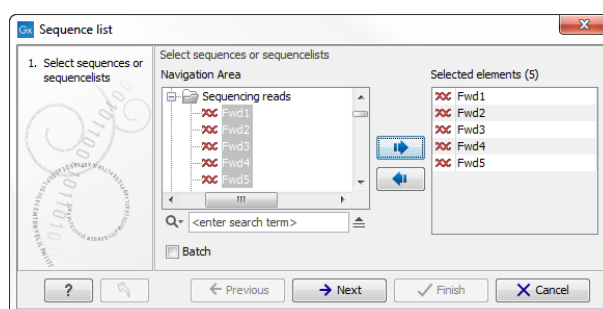 Gx Sequence list
1. Select sequences or
sequencelists
Select sequences or sequencelists
Navigation Area
Sequencing reads
Fwd1
Fwd2
Fwd3
Fwd4
Fwd5
<enter search term>
Batch
Selected elements (5)
Fwd1
Fwd2
Fwd3
Fwd4
Fwd5
?
Previous
Next
Finish
Cancel